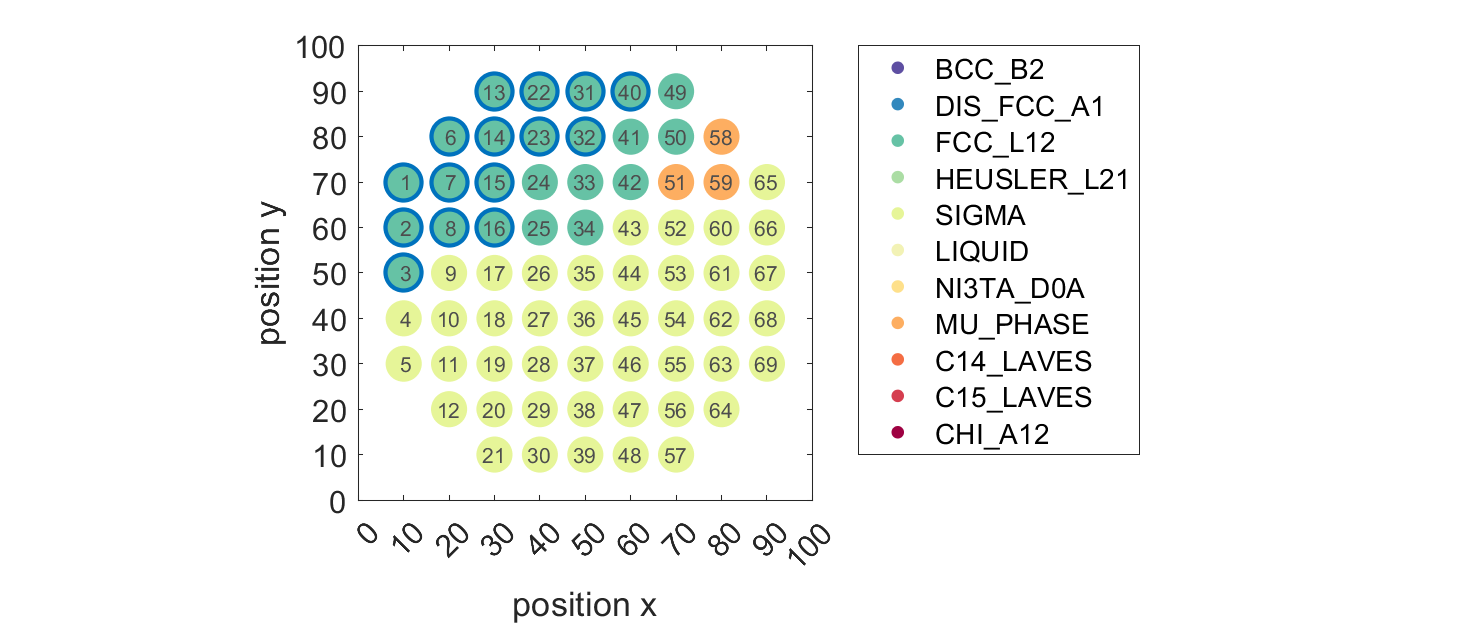 100
90
80
70
60
50
40
30
20
10
0
position y
13 22 31 40 49
6 14 23 32 41 50 58
1 7 15 24 33 42 51 59 65
2 8 16 25 34 43 52 60 66
3 9 17 26 35 44 53 61 67
4 10 18 27 36 45 54 62 68
5 11 19 28 37 46 55 63 69
12 20 29 38 47 56 64
21 30 39 48 57
0 10 20 30 40 50 60 70 80 90 100
position x
BCC_B2
DIS_FCC_A1
FCC_L12
HEUSLER_L21
SIGMA
LIQUID
NI3TA_D0A
MU_PHASE
C14_LAVES
C15_LAVES
CHI_A12